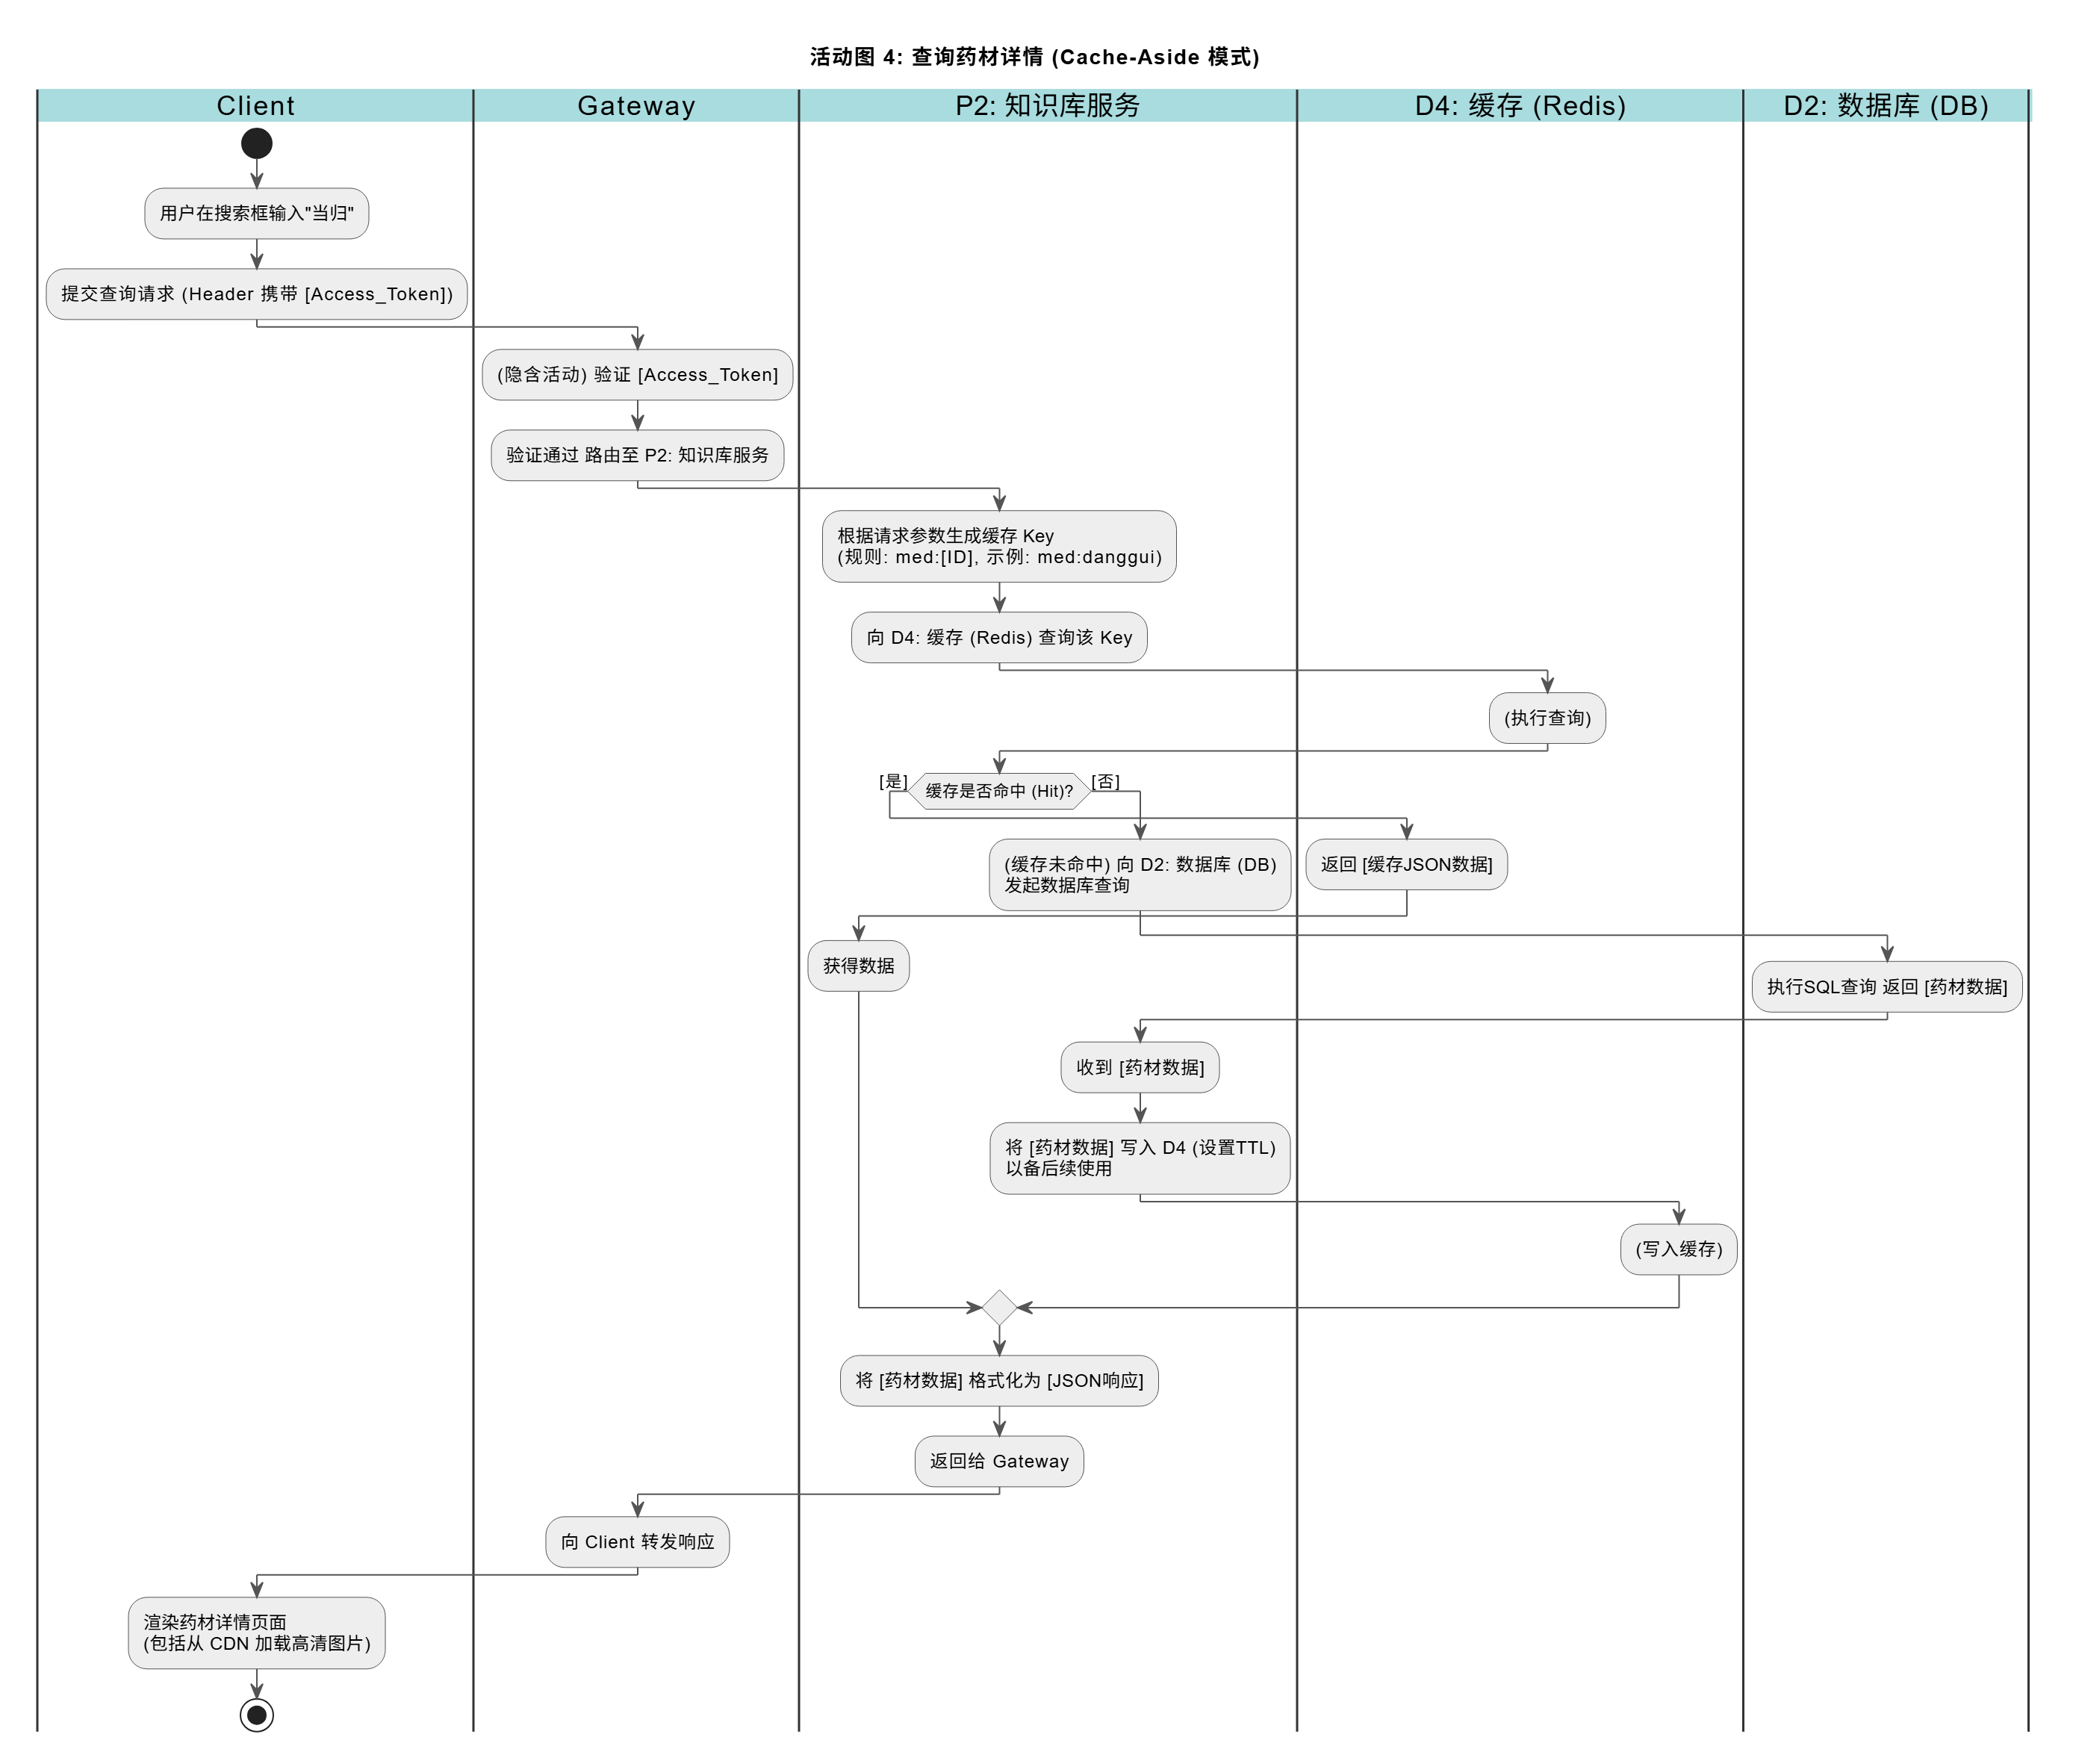 活动图 4: 查询药材详情 (Cache-Aside 模式)
Client
Gateway
P2: 知识库服务
D4: 缓存 (Redis)
D2: 数据库 (DB)
用户在搜索框输入"当归"
提交查询请求 (Header 携带 [Access_Token])
(隐含活动) 验证 [Access_Token]
验证通过 路由至 P2: 知识库服务
根据请求参数生成缓存 Key
(规则: med:[ID], 示例: med:danggui)
向 D4: 缓存 (Redis) 查询该 Key
(执行查询)
[是]
缓存是否命中 (Hit)?
[否]
(缓存未命中) 向 D2: 数据库 (DB)
发起数据库查询
返回 [缓存JSON数据]
获得数据
执行SQL查询 返回 [药材数据]
收到 [药材数据]
将 [药材数据] 写入 D4 (设置TTL)
以备后续使用
(写入缓存)
将 [药材数据] 格式化为 [JSON响应]
返回给 Gateway
向 Client 转发响应
渲染药材详情页面
(包括从 CDN 加载高清图片)